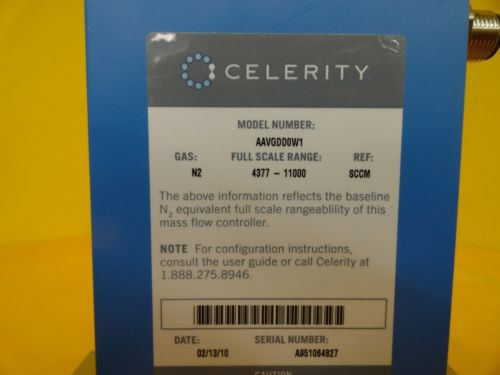 CELERITY
MODEL NUMBER:
AAVGDD0W1
GAS: FULL SCALE RANGE: REF:
N2 4377 - 11000 SCCM
The above information reflects the baseline
N2 equivalent full scale rangeablility of this
mass flow controller.
NOTE For configuration instructions,
consult the user guide or call Celerity at
1.888.275.8946.
DATE: SERIAL NUMBER:
02/13/10 A951064827
CAUTION